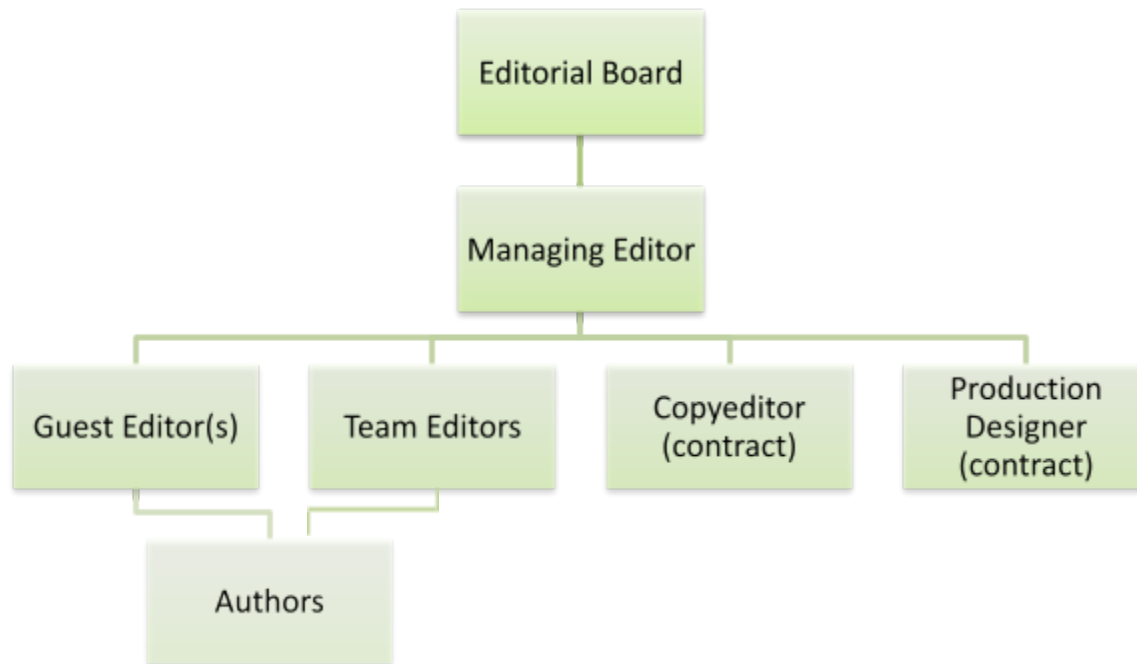 Editorial Board
Managing Editor
Guest Editor(s)
Team Editors
Copyeditor
(contract)
Production
Designer
(contract)
Authors